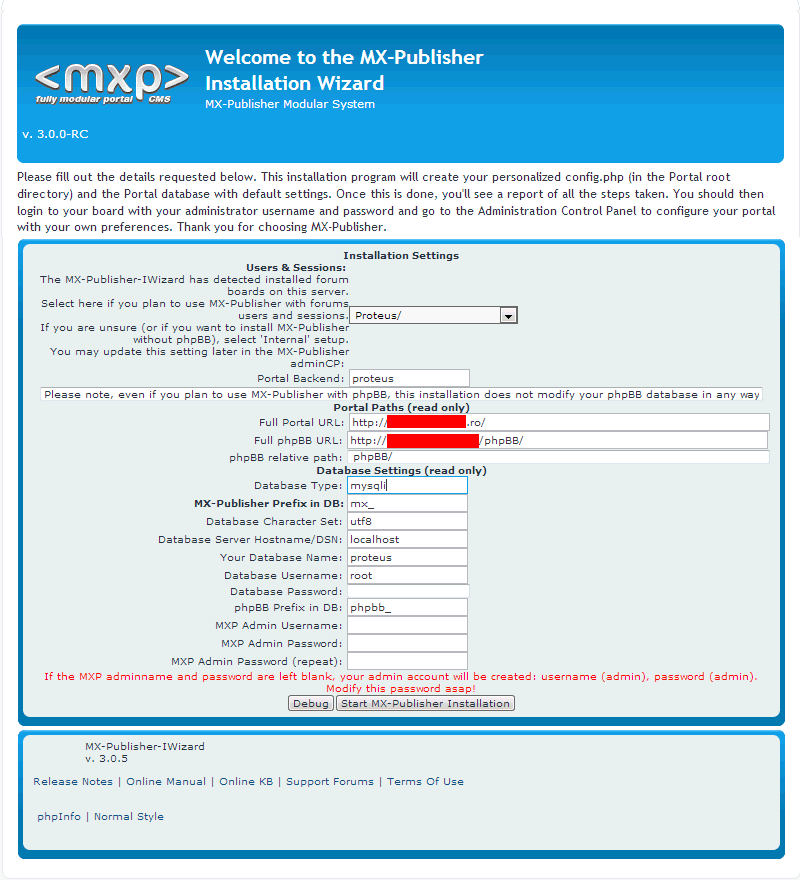 Welcome to the MX-Publisher
Installation Wizard
<mxp>
fully modular portal CMS
MX-Publisher Modular System
v. 3.0.0-RC
Please fill out the details requested below. This installation program will create your personalized config.php (in the Portal root
directory) and the Portal database with default settings. Once this is done, you'll see a report of all the steps taken. You should then
login to your board with your administrator username and password and go to the Administration Control Panel to configure your portal
with your own preferences. Thank you for choosing MX-Publisher.
Installation Settings
Users & Sessions:
The MX-Publisher-IWizard has detected installed forum
boards on this server.
Select here if you plan to use MX-Publisher with forums
users and sessions. Proteus/
If you are unsure (or if you want to install MX-Publisher
without phpBB), select 'Internal' setup.
You may update this setting later in the MX-Publisher
adminCP:
Portal Backend: proteus
Please note, even if you plan to use MX-Publisher with phpBB, this installation does not modify your phpBB database in any way
Portal Paths (read only)
Full Portal URL: http:// .ro/
Full phpBB URL: http:// /phpBB/
phpBB relative path: phpBB/
Database Settings (read only)
Database Type: mysqli
MX-Publisher Prefix in DB: mx_
Database Character Set: utf8
Database Server Hostname/DSN: localhost
Your Database Name: proteus
Database Username: root
Database Password:
phpBB Prefix in DB: phpbb_
MXP Admin Username:
MXP Admin Password:
MXP Admin Password (repeat):
If the MXP adminname and password are left blank, your admin account will be created: username (admin), password (admin).
Modify this password asap!
Debug Start MX-Publisher Installation
MX-Publisher-IWizard
v. 3.0.5
Release Notes | Online Manual | Online KB | Support Forums | Terms Of Use
phpInfo | Normal Style